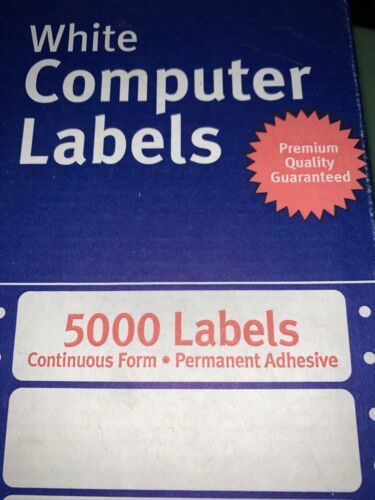 White
Computer
Labels
Premium
Quality
Guaranteed
5000 Labels
Continuous Form • Permanent Adhesive